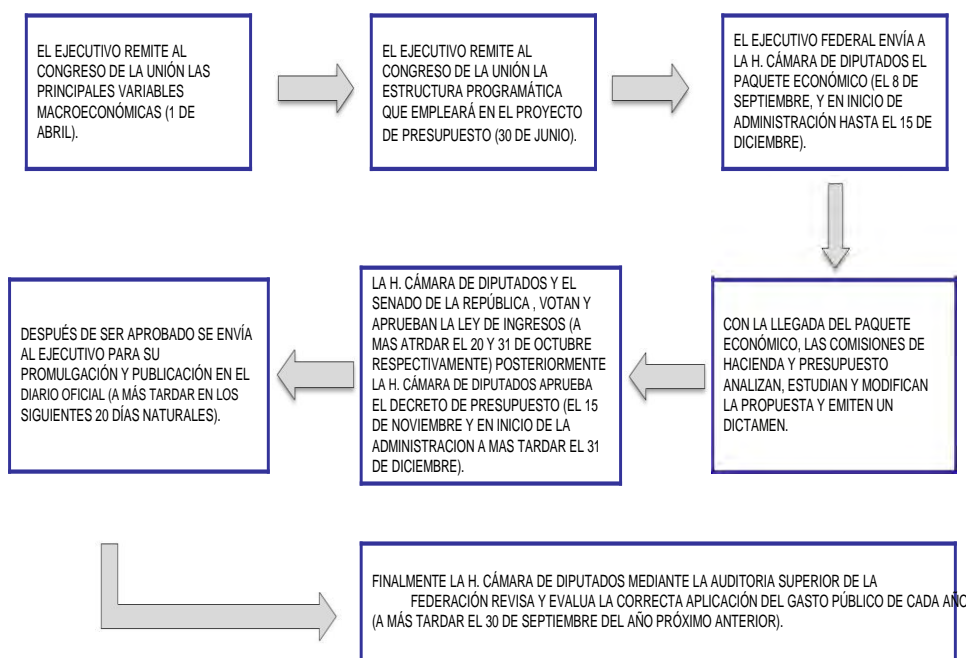 EL EJECUTIVO REMITE AL
CONGRESO DE LA UNIÓN LAS
PRINCIPALES VARIABLES
MACROECONÓMICAS (1 DE
ABRIL).
EL EJECUTIVO REMITE AL
CONGRESO DE LA UNIÓN LA
ESTRUCTURA PROGRAMÁTICA
QUE EMPLEARÁ EN EL PROYECTO
DE PRESUPUESTO (30 DE JUNIO).
EL EJECUTIVO FEDERAL ENVÍA A
LA H. CÁMARA DE DIPUTADOS EL
PAQUETE ECONÓMICO (EL 8 DE
SEPTIEMBRE, Y EN INICIO DE
ADMINISTRACIÓN HASTA EL 15 DE
DICIEMBRE).
CON LA LLEGADA DEL PAQUETE
ECONÓMICO, LAS COMISIONES DE
HACIENDA Y PRESUPUESTO
ANALIZAN, ESTUDIAN Y MODIFICAN
LA PROPUESTA Y EMITEN UN
DICTAMEN.
LA H. CÁMARA DE DIPUTADOS Y EL
SENADO DE LA REPÚBLICA , VOTAN Y
APRUEBAN LA LEY DE INGRESOS (A
MAS ATRDAR EL 20 Y 31 DE OCTUBRE
RESPECTIVAMENTE) POSTERIORMENTE
LA H. CÁMARA DE DIPUTADOS APRUEBA
EL DECRETO DE PRESUPUESTO (EL 15
DE NOVIEMBRE Y EN INICIO DE LA
ADMINISTRACION A MAS TARDAR EL 31
DE DICIEMBRE).
DESPUÉS DE SER APROBADO SE ENVÍA
AL EJECUTIVO PARA SU
PROMULGACIÓN Y PUBLICACIÓN EN EL
DIARIO OFICIAL (A MÁS TARDAR EN LOS
SIGUIENTES 20 DÍAS NATURALES).
FINALMENTE LA H. CÁMARA DE DIPUTADOS MEDIANTE LA AUDITORIA SUPERIOR DE LA
FEDERACIÓN REVISA Y EVALUA LA CORRECTA APLICACIÓN DEL GASTO PÚBLICO DE CADA AÑO
(A MÁS TARDAR EL 30 DE SEPTIEMBRE DEL AÑO PRÓXIMO ANTERIOR).